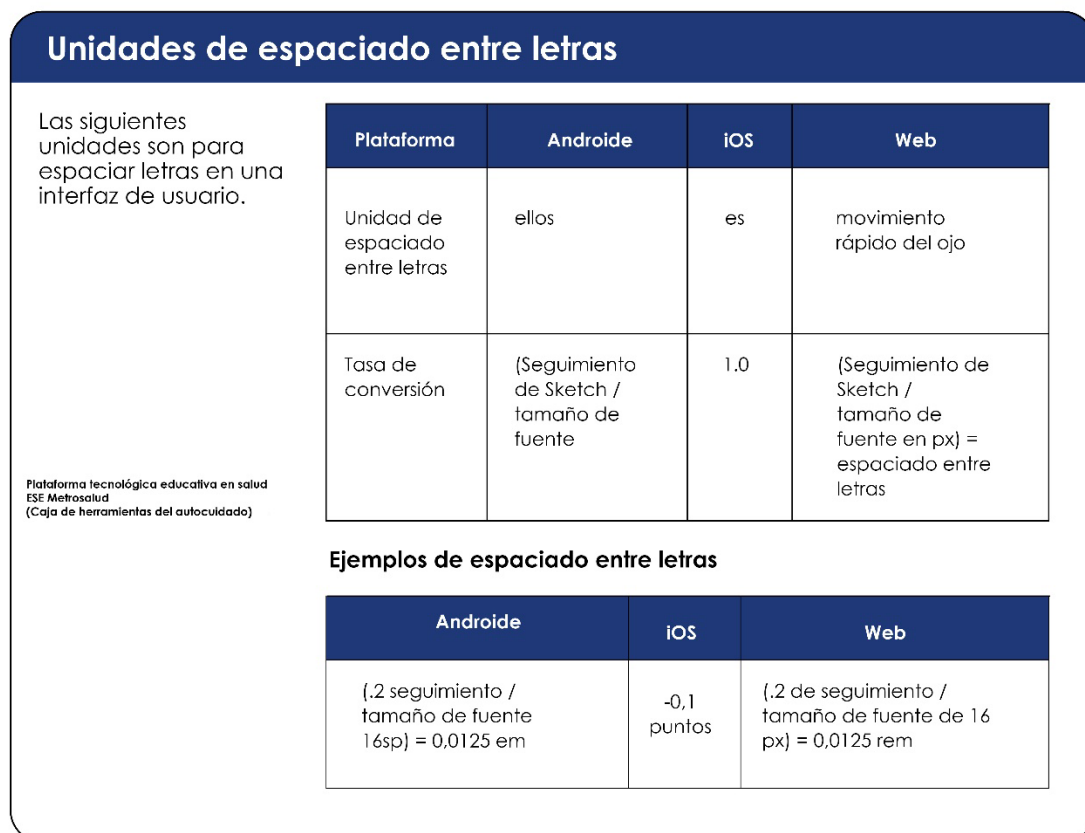 Unidades de espaciado entre letras
Las siguientes
unidades son para
espaciar letras en una
interfaz de usuario.
Plataforma
Androide
iOS
Web
Unidad de
espaciado
entre letras
ellos
es
movimiento
rápido del ojo
Tasa de
conversión
(Seguimiento
de Sketch /
tamaño de
fuente
1.0
(Seguimiento de
Sketch /
tamaño de
fuente en px) =
espaciado entre
letras
Plataforma tecnológica educativa en salud
ESE Metrosalud
(Caja de herramientas del autocuidado)
Ejemplos de espaciado entre letras
Androide
iOS
Web
(.2 seguimiento /
tamaño de fuente
16sp) = 0,0125 em
-0,1
puntos
(.2 de seguimiento /
tamaño de fuente de 16
px) = 0,0125 rem